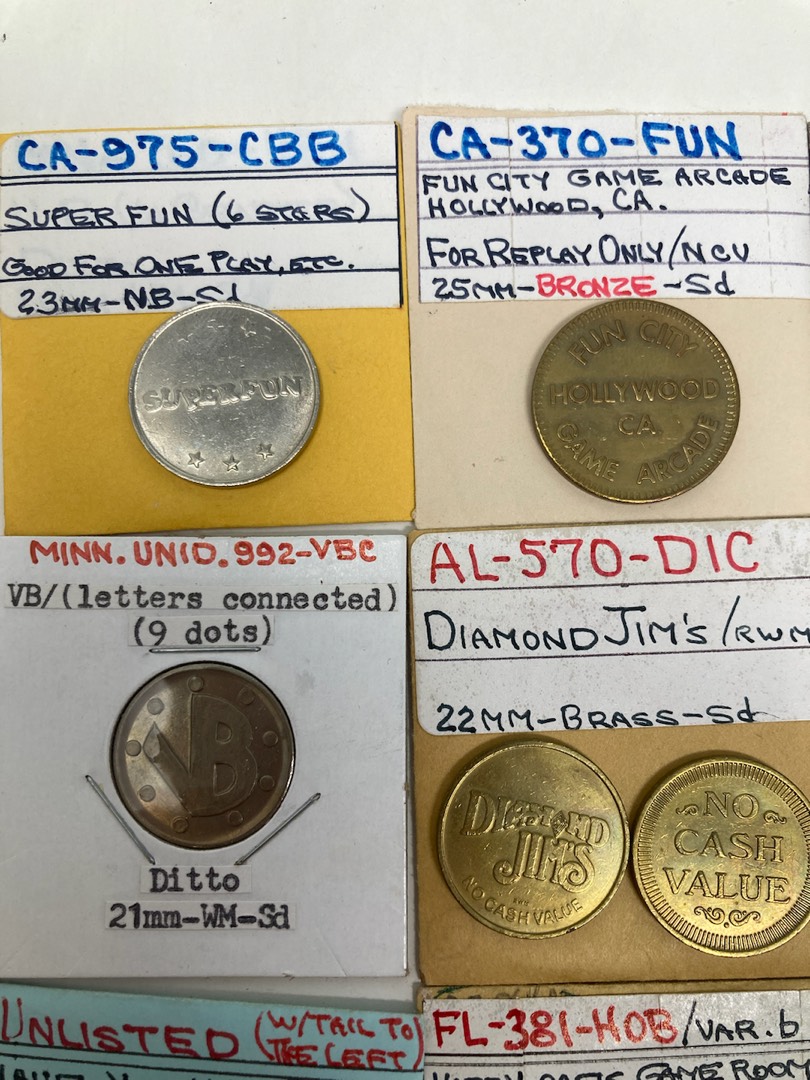 CA-975-CBB
SUPER FUN (6 STARS)
GOOD FOR ONE PLAY, ETC.
23MM-NB-Sd
SUPER FUN
CA-370-FUN
FUN CITY GAME ARCADE
HOLLYWOOD, CA.
FOR REPLAY ONLY/NCV
25MM-BRONZE-Sd
FUN CITY
HOLLYWOOD
CA.
GAME ARCADE
MINN. UNID. 992-VBC
VB/(letters connected)
(9 dots)
VB
Ditto
21mm-WM-Sd
AL-570-DIC
DIAMOND JIM'S/RWM
22MM-BRASS-Sd
DIAMOND
JIM'S
NO CASH VALUE
NO
CASH
VALUE
UNLISTED (W/TAIL TO
THE LEFT)
FL-381-HOB/VAR.b
GAME ROOM